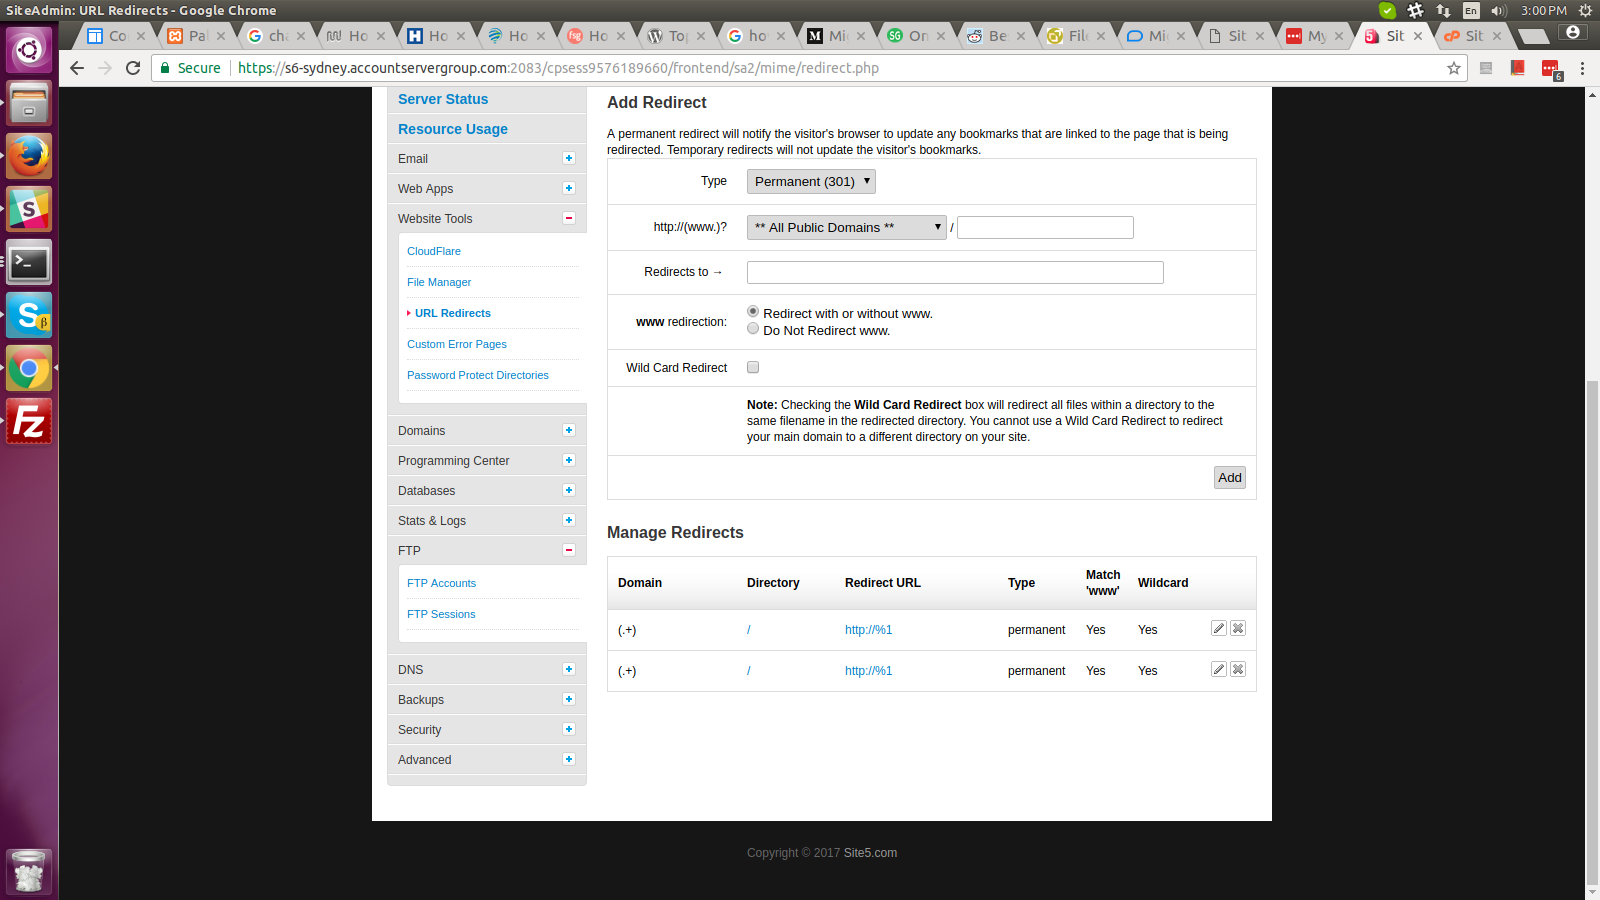 SiteAdmin: URL Redirects - Google Chrome
En
3:00 PM
Co
Pal
cha
Ho
Ho
Ho
Ho
Top
ho
Mi
On
Be
File
Mi
Sit
My
Sit
Sit
Secure
https://s6-sydney.accountservergroup.com:2083/cpsess9576189660/frontend/sa2/mime/redirect.php
6
Server Status
Resource Usage
Email
Web Apps
Website Tools
CloudFlare
File Manager
URL Redirects
Custom Error Pages
Password Protect Directories
Domains
Programming Center
Databases
Stats & Logs
FTP
FTP Accounts
FTP Sessions
DNS
Backups
Security
Advanced
Add Redirect
A permanent redirect will notify the visitor's browser to update any bookmarks that are linked to the page that is being
redirected. Temporary redirects will not update the visitor's bookmarks.
Type
Permanent (301)
http://(www.)?
** All Public Domains **
/
Redirects to →
www redirection:
Redirect with or without www.
Do Not Redirect www.
Wild Card Redirect
Note: Checking the Wild Card Redirect box will redirect all files within a directory to the
same filename in the redirected directory. You cannot use a Wild Card Redirect to redirect
your main domain to a different directory on your site.
Add
Manage Redirects
Domain Directory Redirect URL Type Match 'www' Wildcard
(.+) / http://%1 permanent Yes Yes
(.+) / http://%1 permanent Yes Yes
Copyright © 2017 Site5.com